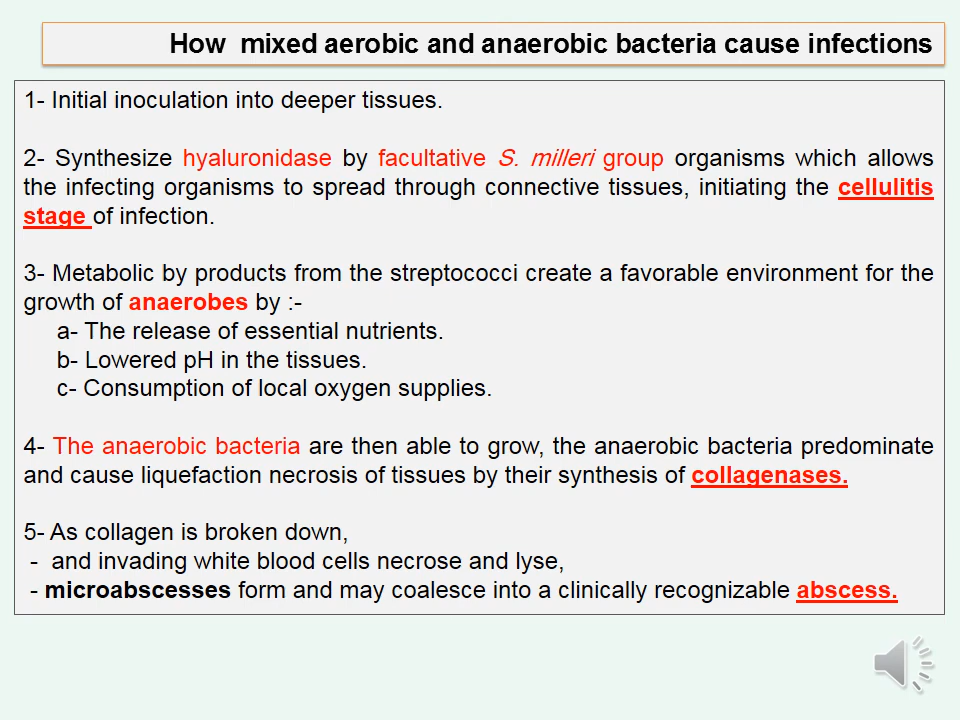 How mixed aerobic and anaerobic bacteria cause infections
1- Initial inoculation into deeper tissues.
2- Synthesize hyaluronidase by facultative S. milleri group organisms which allows
the infecting organisms to spread through connective tissues, initiating the cellulitis
stage of infection.
3- Metabolic by products from the streptococci create a favorable environment for the
growth of anaerobes by :-
a- The release of essential nutrients.
b- Lowered pH in the tissues.
c- Consumption of local oxygen supplies.
4- The anaerobic bacteria are then able to grow, the anaerobic bacteria predominate
and cause liquefaction necrosis of tissues by their synthesis of collagenases.
5- As collagen is broken down,
- and invading white blood cells necrose and lyse,
- microabscesses form and may coalesce into a clinically recognizable abscess.